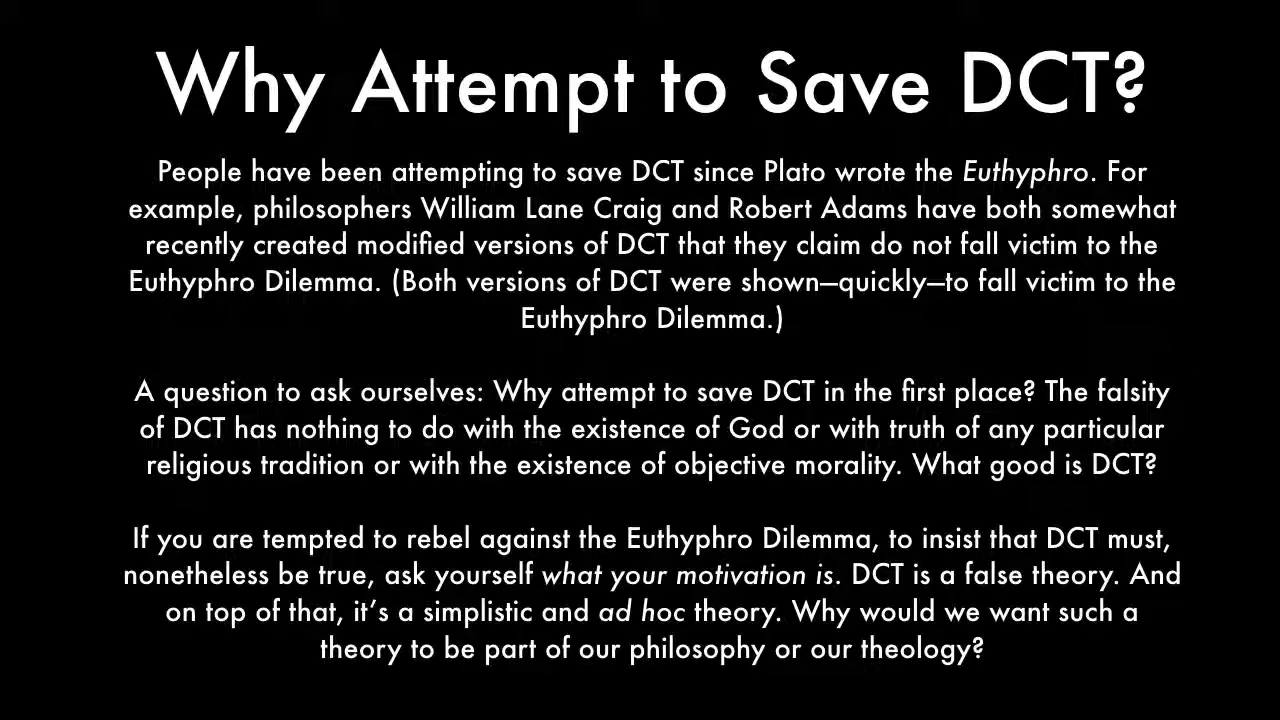 Why Attempt to Save DCT?
People have been attempting to save DCT since Plato wrote the Euthyphro. For
example, philosophers William Lane Craig and Robert Adams have both somewhat
recently created modified versions of DCT that they claim do not fall victim to the
Euthyphro Dilemma. (Both versions of DCT were shown—quickly—to fall victim to the
Euthyphro Dilemma.)
A question to ask ourselves: Why attempt to save DCT in the first place? The falsity
of DCT has nothing to do with the existence of God or with truth of any particular
religious tradition or with the existence of objective morality. What good is DCT?
If you are tempted to rebel against the Euthyphro Dilemma, to insist that DCT must,
nonetheless be true, ask yourself what your motivation is. DCT is a false theory. And
on top of that, it’s a simplistic and ad hoc theory. Why would we want such a
theory to be part of our philosophy or our theology?